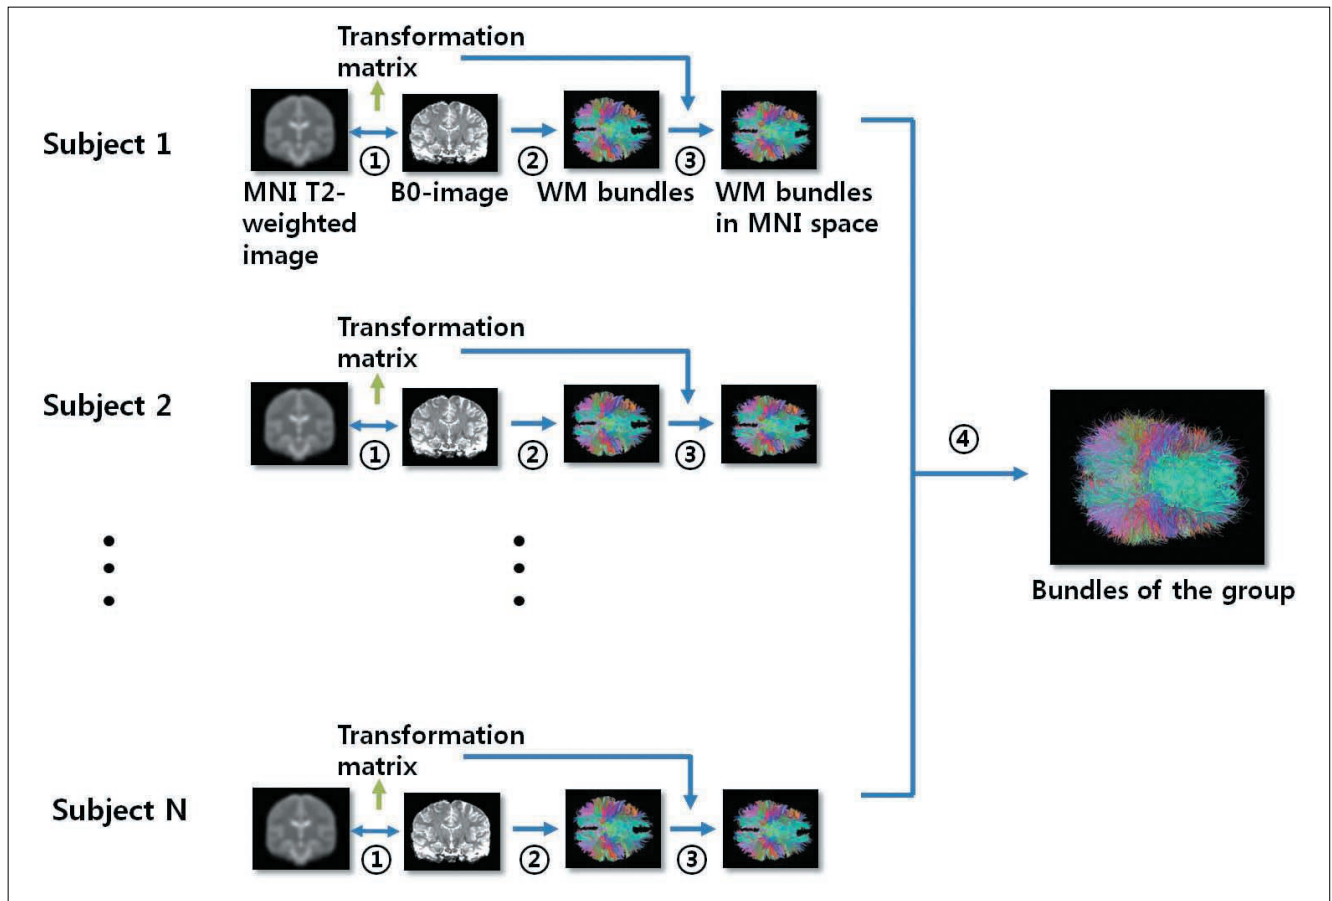 Transformation
matrix
Subject 1
①
②
③
MNI T2-
weighted
image
B0-image
WM bundles
WM bundles
in MNI space
Transformation
matrix
Subject 2
①
②
③
④
Bundles of the group
Transformation
matrix
Subject N
①
②
③